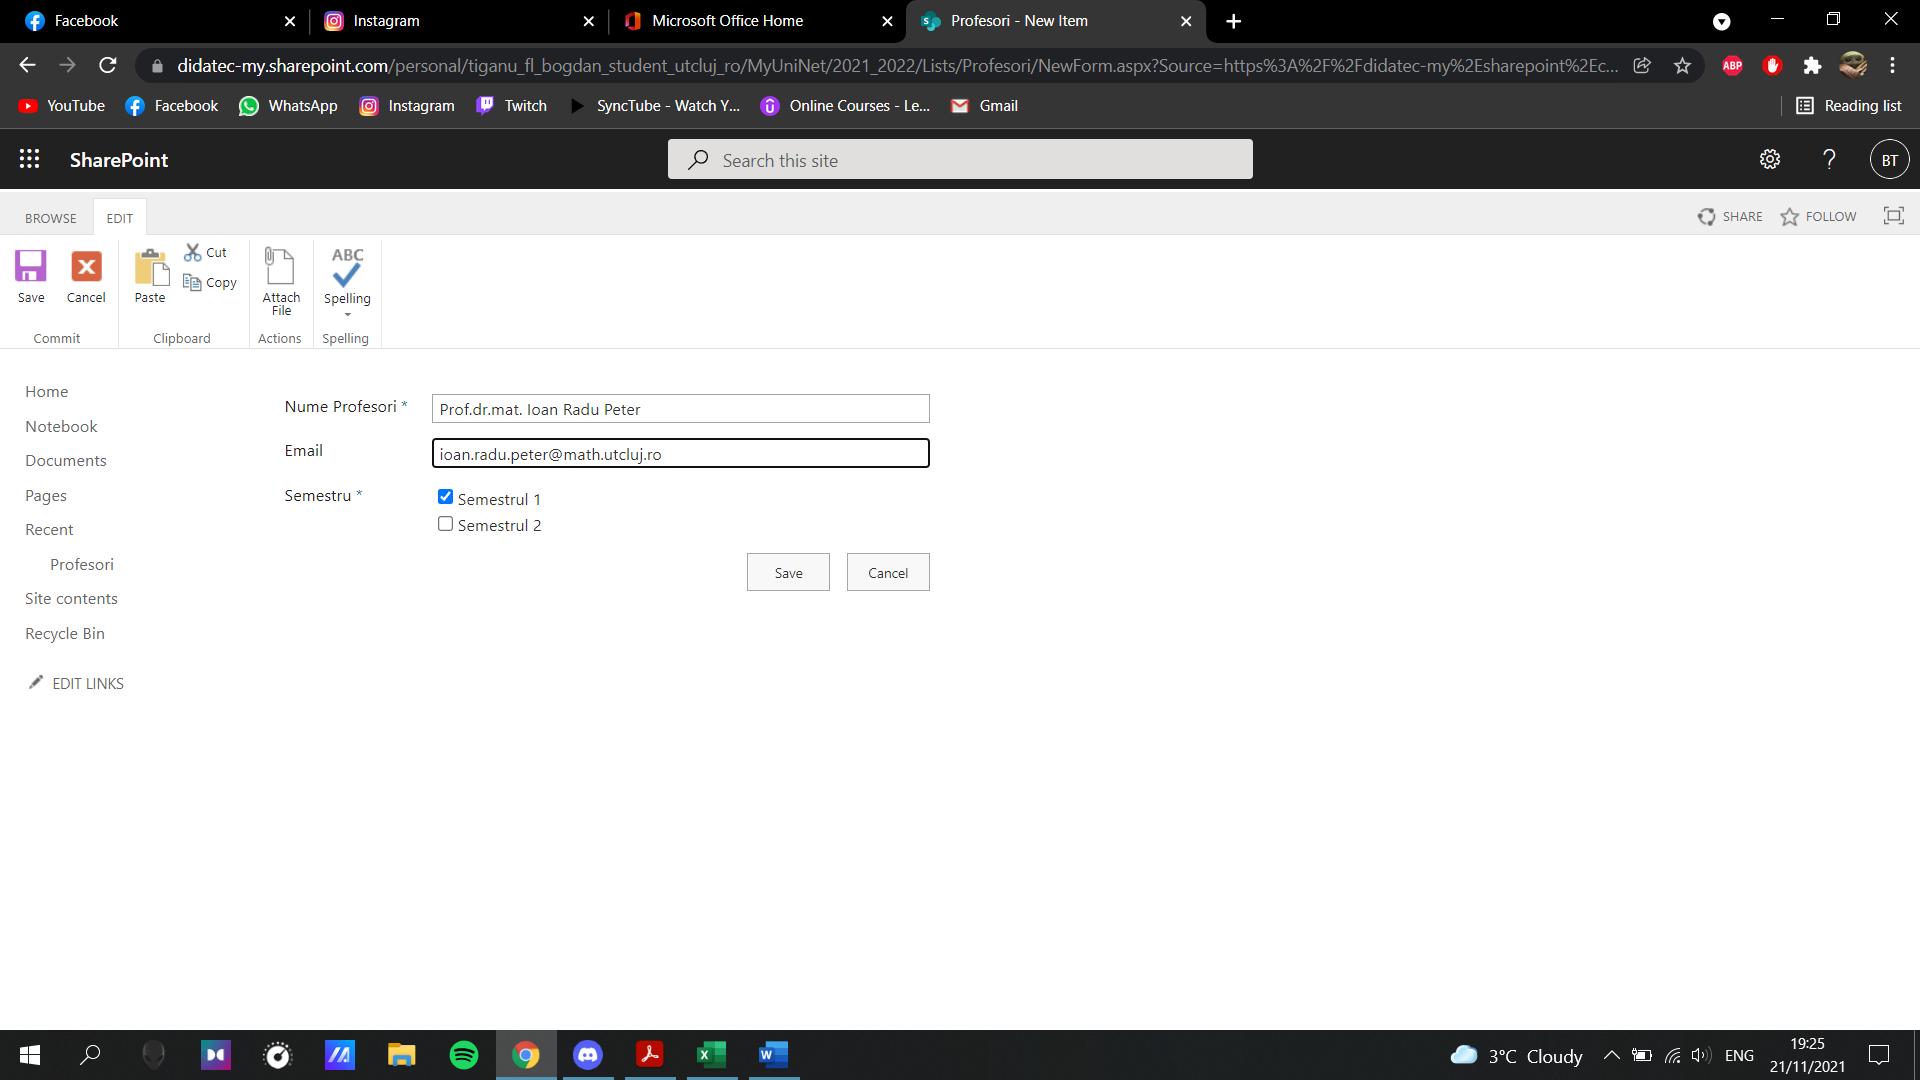 Facebook
Instagram
Microsoft Office Home
Profesori - New Item
didatec-my.sharepoint.com/personal/tiganu_fl_bogdan_student_utcluj_ro/MyUniNet/2021_2022/Lists/Profesori/NewForm.aspx?Source=https%3A%2F%2Fdidatec-my%2Esharepoint%2Ec...
ABP
YouTube
Facebook
WhatsApp
Instagram
Twitch
SyncTube - Watch Y...
Online Courses - Le...
Gmail
Reading list
SharePoint
Search this site
BT
BROWSE
EDIT
SHARE
FOLLOW
Save
Cancel
Commit
Paste
Cut
Copy
Clipboard
Attach
File
Actions
ABC
Spelling
Spelling
Home
Notebook
Documents
Pages
Recent
Profesori
Site contents
Recycle Bin
EDIT LINKS
Nume Profesori *
Prof.dr.mat. Ioan Radu Peter
Email
ioan.radu.peter@math.utcluj.ro
Semestru *
Semestrul 1
Semestrul 2
Save
Cancel
3°C Cloudy
ENG
19:25
21/11/2021